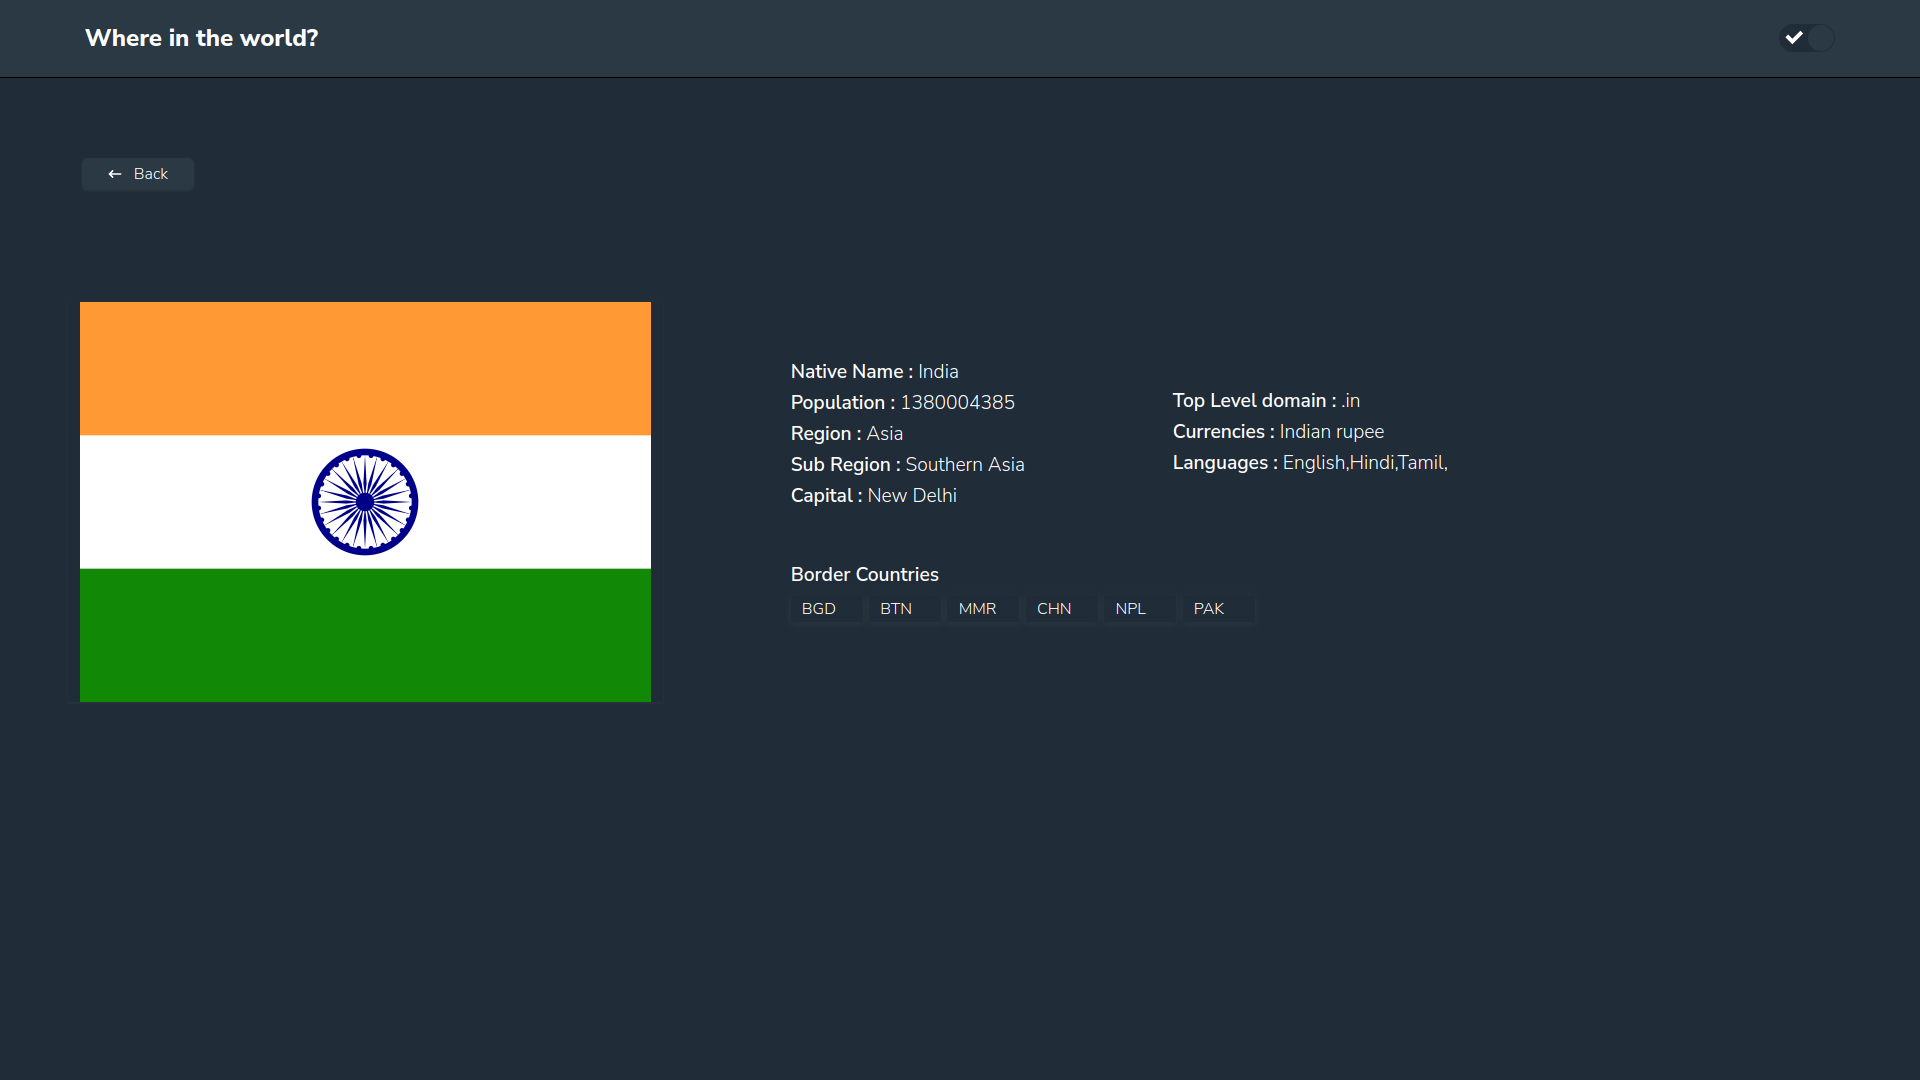 Where in the world?
Back
Native Name : India
Population : 1380004385
Region : Asia
Sub Region : Southern Asia
Capital : New Delhi
Top Level domain : .in
Currencies : Indian rupee
Languages : English,Hindi,Tamil,
Border Countries
BGD BTN MMR CHN NPL PAK